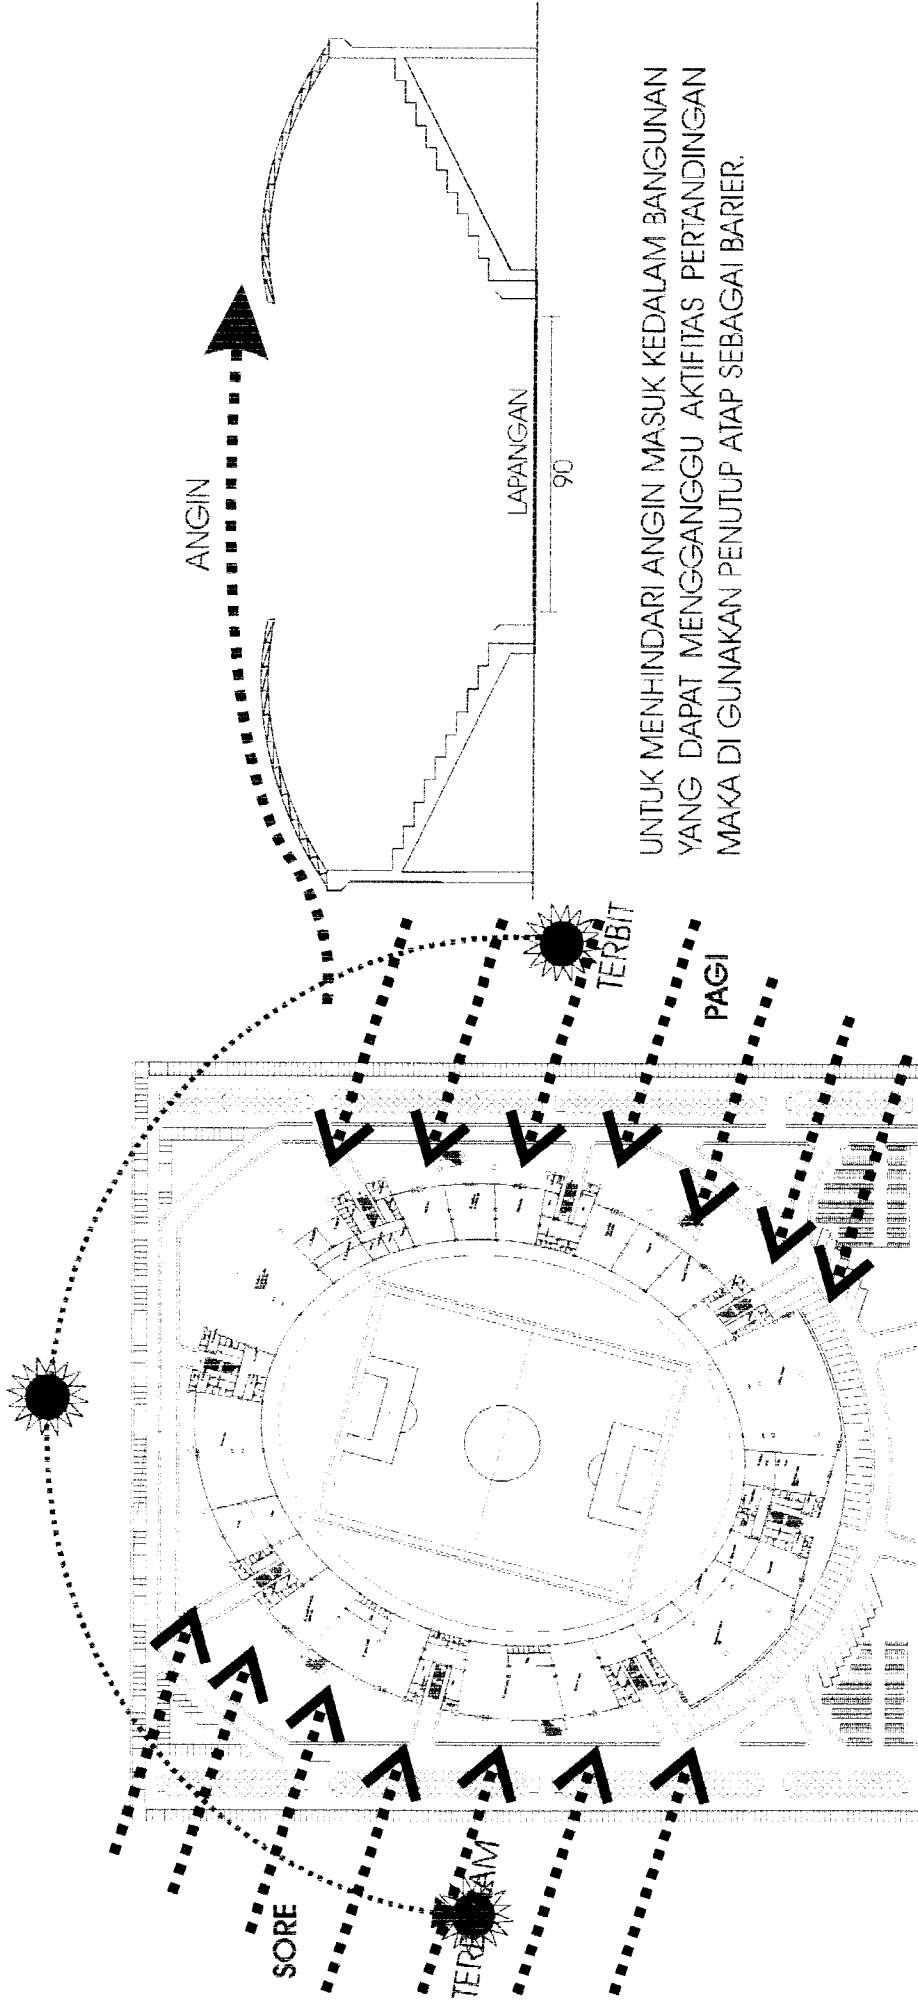 SORE
TERBIT
PAGI
ANGIN
LAPANGAN
90
UNTUK MENHINDARI ANGIN MASUK KEDALAM BANGUNAN
YANG DAPAT MENGGANGGU AKTIFITAS PERTANDINGAN
MAKA DI GUNAKAN PENUTUP ATAP SEBAGAI BARIER.